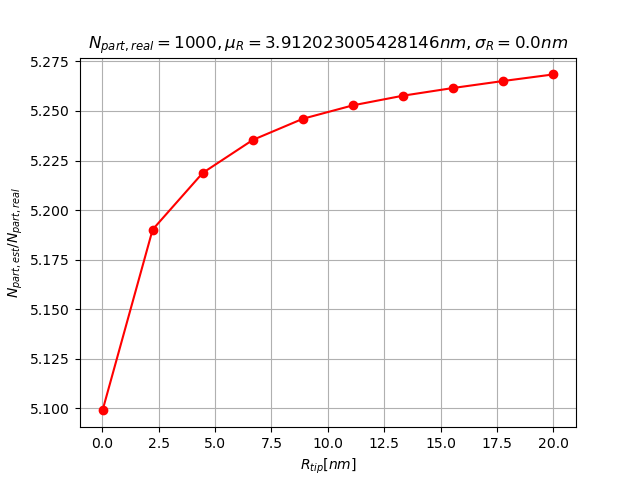 N_{part, real} = 1000, μ_R = 3.912023005428146nm, σ_R = 0.0nm
5.275
5.250
5.225
5.200
5.175
5.150
5.125
5.100
N_{part, est}/N_{part, real}
0.0 2.5 5.0 7.5 10.0 12.5 15.0 17.5 20.0
R_{tip}[nm]